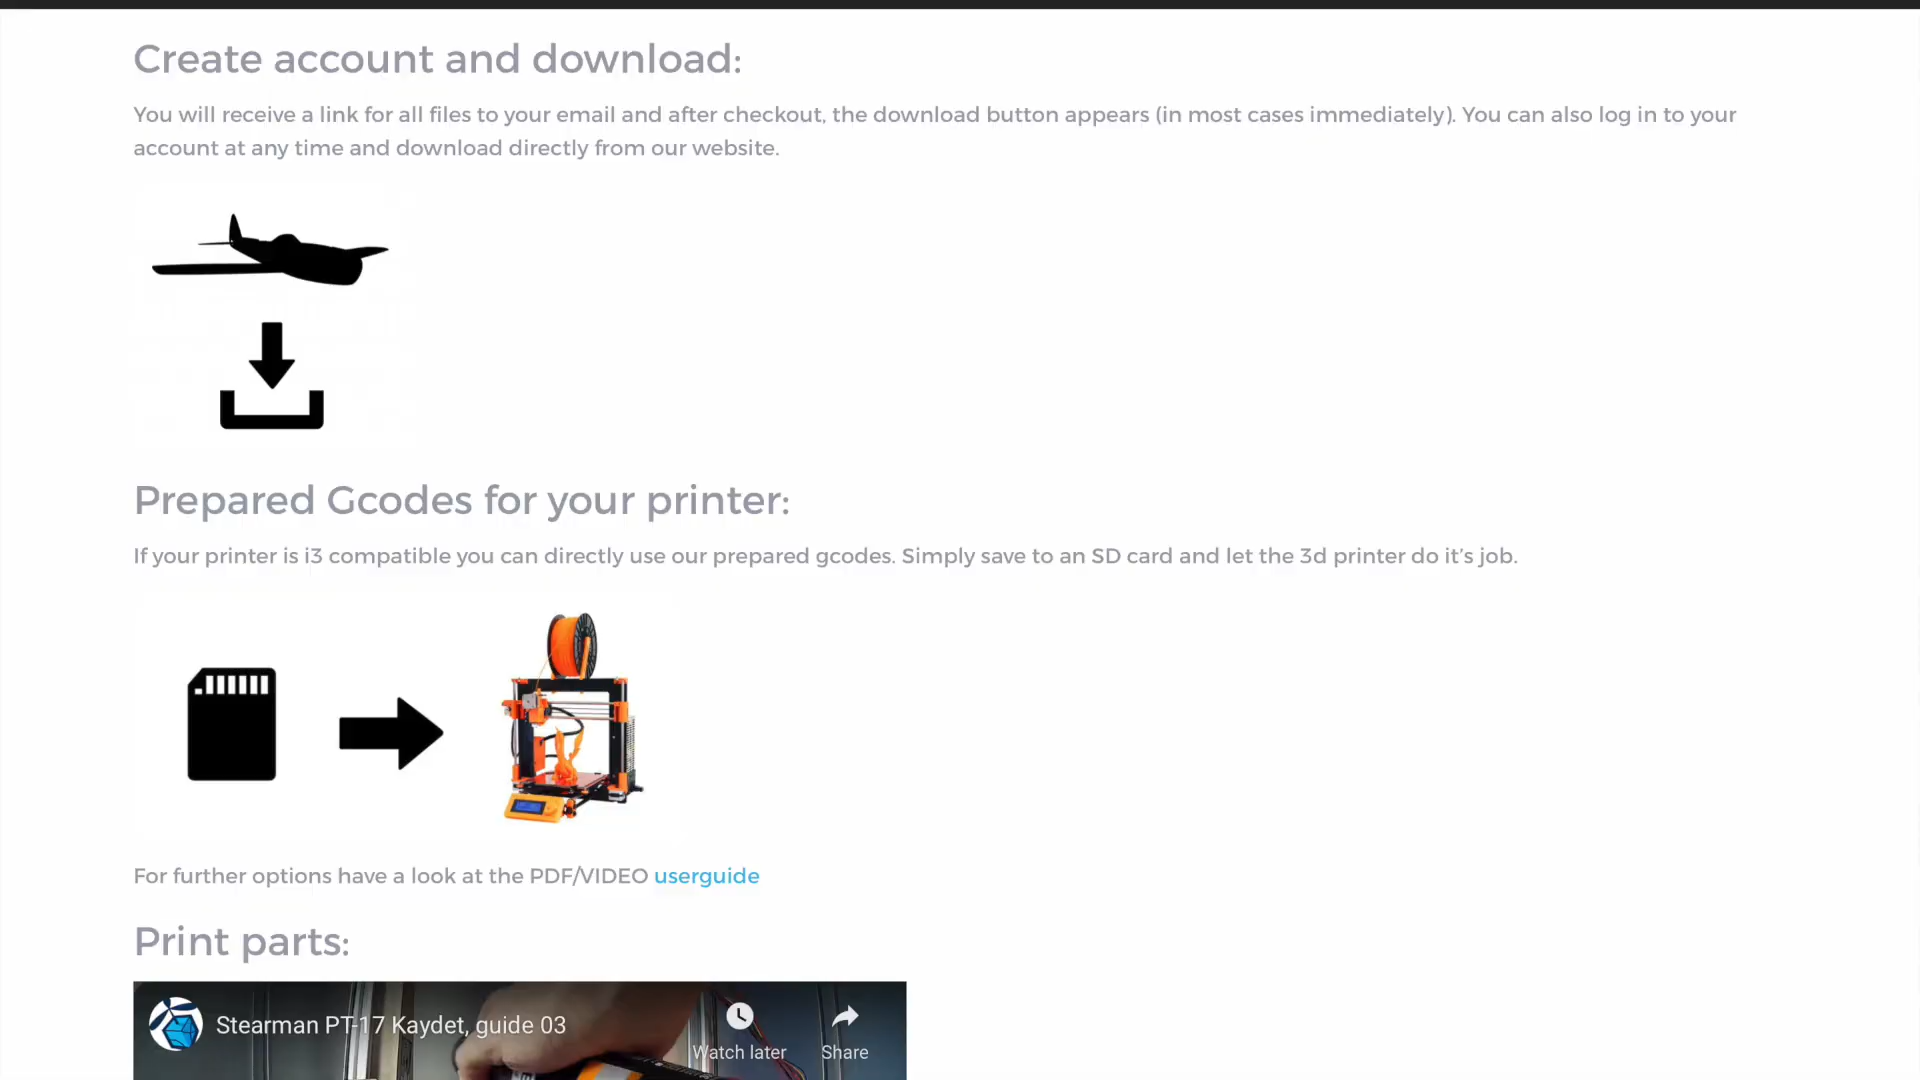 Create account and download:
You will receive a link for all files to your email and after checkout, the download button appears (in most cases immediately). You can also log in to your
account at any time and download directly from our website.
Prepared Gcodes for your printer:
If your printer is i3 compatible you can directly use our prepared gcodes. Simply save to an SD card and let the 3d printer do it’s job.
For further options have a look at the PDF/VIDEO userguide
Print parts:
Stearman PT-17 Kaydet, guide 03
Watch later
Share